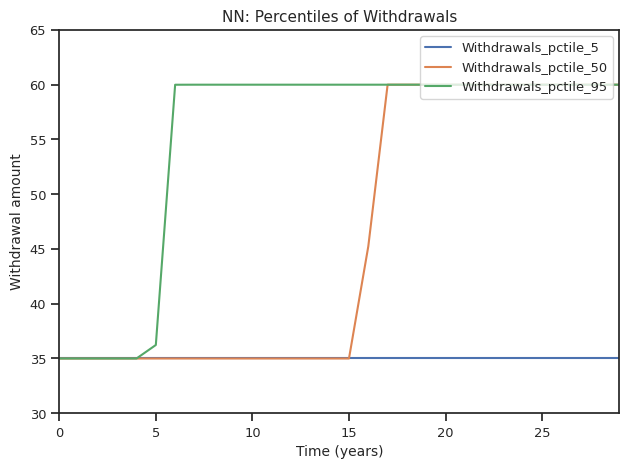 NN: Percentiles of Withdrawals
Withdrawals_pctile_5
Withdrawals_pctile_50
Withdrawals_pctile_95
Withdrawal amount
65
60
55
50
45
40
35
30
0 5 10 15 20 25
Time (years)